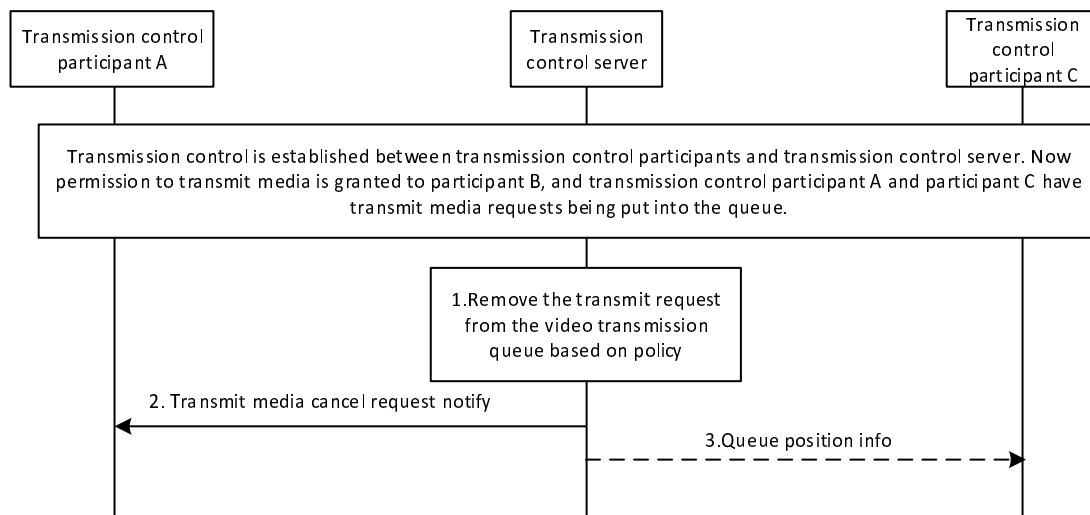 Transmission control
participant A
Transmission
control server
Transmission
control
participant C
Transmission control is established between transmission control participants and transmission control server. Now
permission to transmit media is granted to participant B, and transmission control participant A and participant C have
transmit media requests being put into the queue.
1.Remove the transmit request
from the video transmission
queue based on policy
2. Transmit media cancel request notify
3.Queue position info